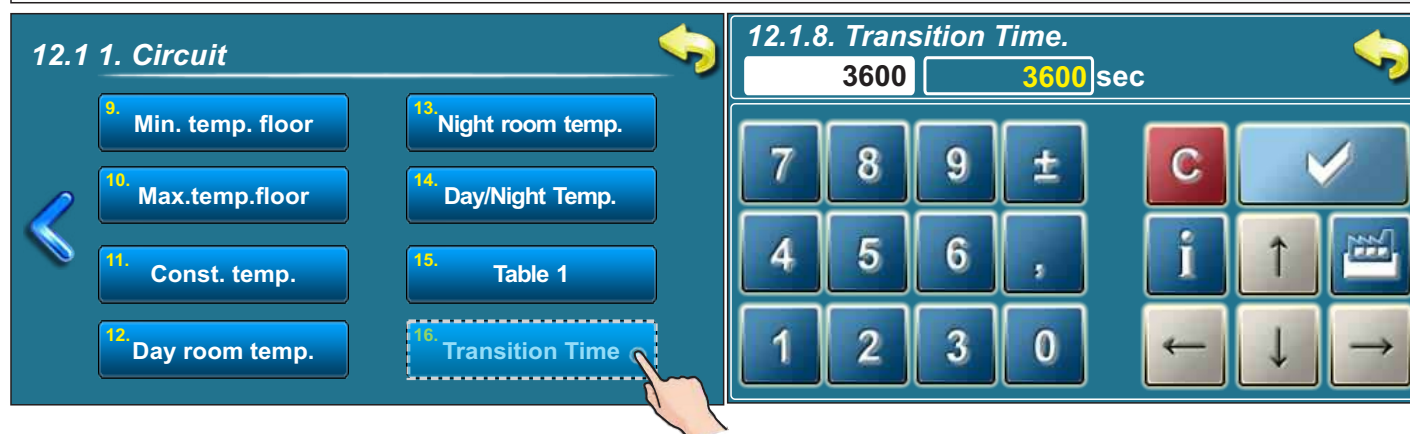 12.1 1. Circuit
9. Min. temp. floor
10. Max.temp.floor
11. Const. temp.
12. Day room temp.
13. Night room temp.
14. Day/Night Temp.
15. Table 1
16. Transition Time
12.1.8. Transition Time.
3600 3600 sec
7 8 9 ± C
4 5 6 , i ↑
1 2 3 0 ← ↓ →